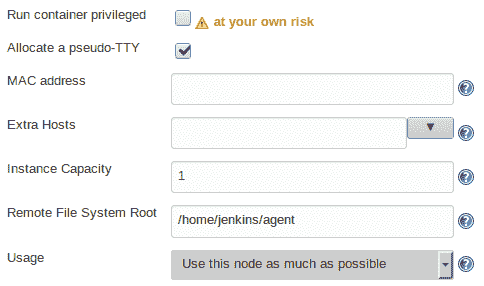 Run container privileged
at your own risk
Allocate a pseudo-TTY
MAC address
Extra Hosts
Instance Capacity
1
Remote File System Root
/home/jenkins/agent
Usage
Use this node as much as possible